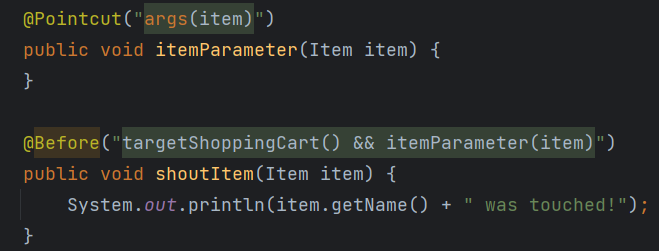 @Pointcut("args(item)")
public void itemParameter(Item item) {
}
@Before("targetShoppingCart() && itemParameter(item)")
public void shoutItem(Item item) {
System.out.println(item.getName() + " was touched!");
}